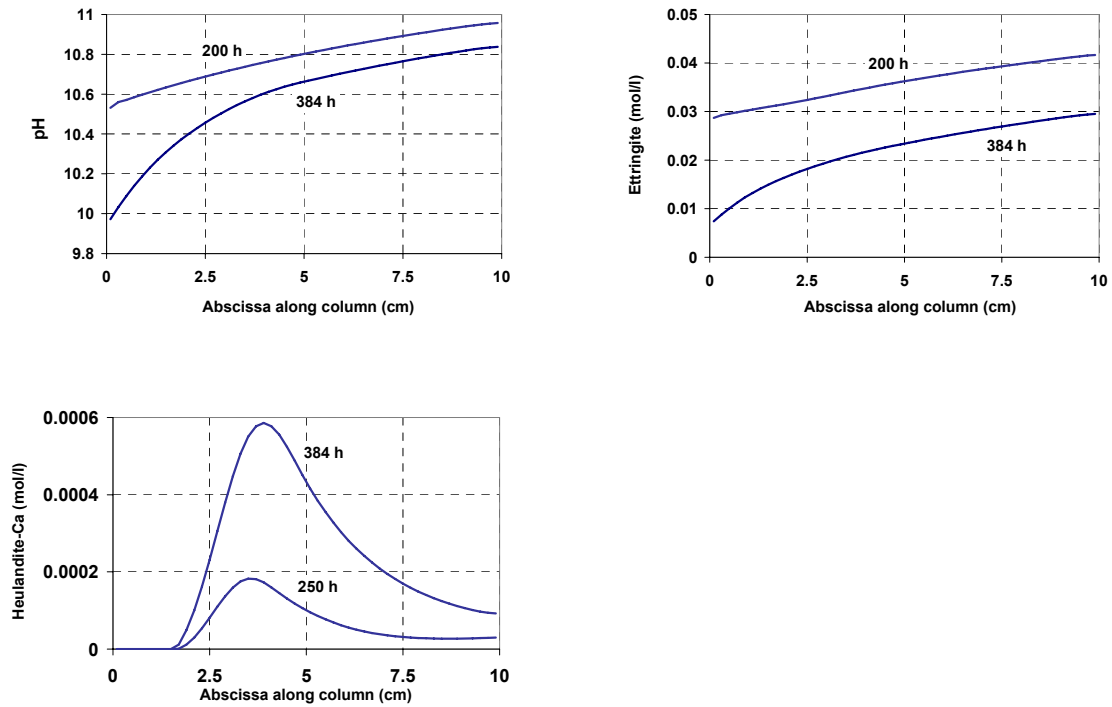 11
10.8
10.6
10.4
10.2
10
9.8
pH
200 h
384 h
0 2.5 5 7.5 10
Abscissa along column (cm)
0.05
0.04
0.03
0.02
0.01
0
Ettringite (mol/l)
200 h
384 h
0 2.5 5 7.5 10
Abscissa along column (cm)
0.0006
0.0004
0.0002
0
Heulandite-Ca (mol/l)
384 h
250 h
0 2.5 5 7.5 10
Abscissa along column (cm)